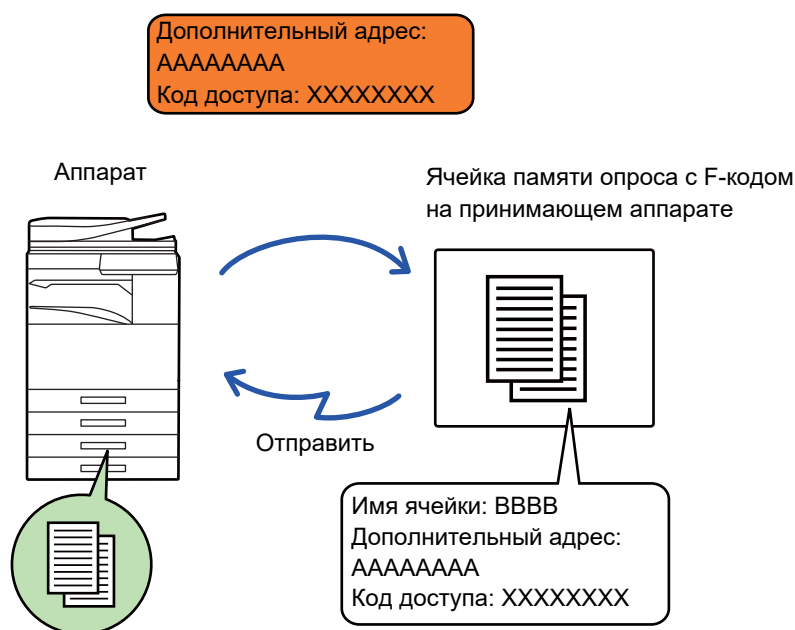 Дополнительный адрес:
AAAAAAAA
Код доступа: XXXXXXXX
Аппарат
Ячейка памяти опроса с F-кодом
на принимающем аппарате
Отправить
Имя ячейки: BBBB
Дополнительный адрес:
AAAAAAAA
Код доступа: XXXXXXXX